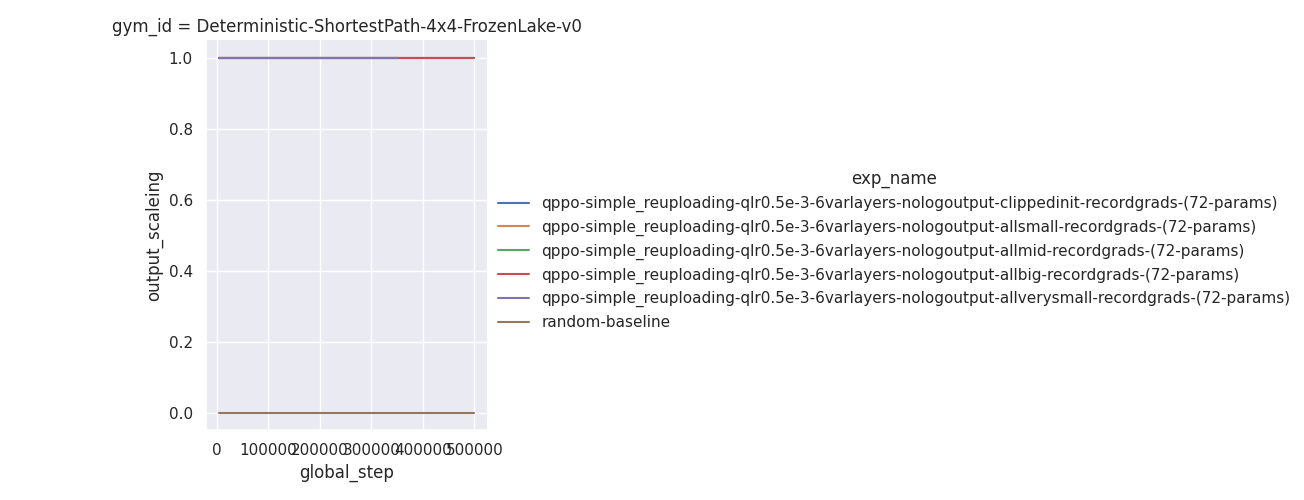 gym_id = Deterministic-ShortestPath-4x4-FrozenLake-v0
1.0
0.8
0.6
0.4
0.2
0.0
output_scaleing
0 100000 200000 300000 400000 500000
global_step
exp_name
qppo-simple_reuploading-qlr0.5e-3-6varlayers-nologoutput-clippedinit-recordgrads-(72-params)
qppo-simple_reuploading-qlr0.5e-3-6varlayers-nologoutput-allsmall-recordgrads-(72-params)
qppo-simple_reuploading-qlr0.5e-3-6varlayers-nologoutput-allmid-recordgrads-(72-params)
qppo-simple_reuploading-qlr0.5e-3-6varlayers-nologoutput-allbig-recordgrads-(72-params)
qppo-simple_reuploading-qlr0.5e-3-6varlayers-nologoutput-allverysmall-recordgrads-(72-params)
random-baseline